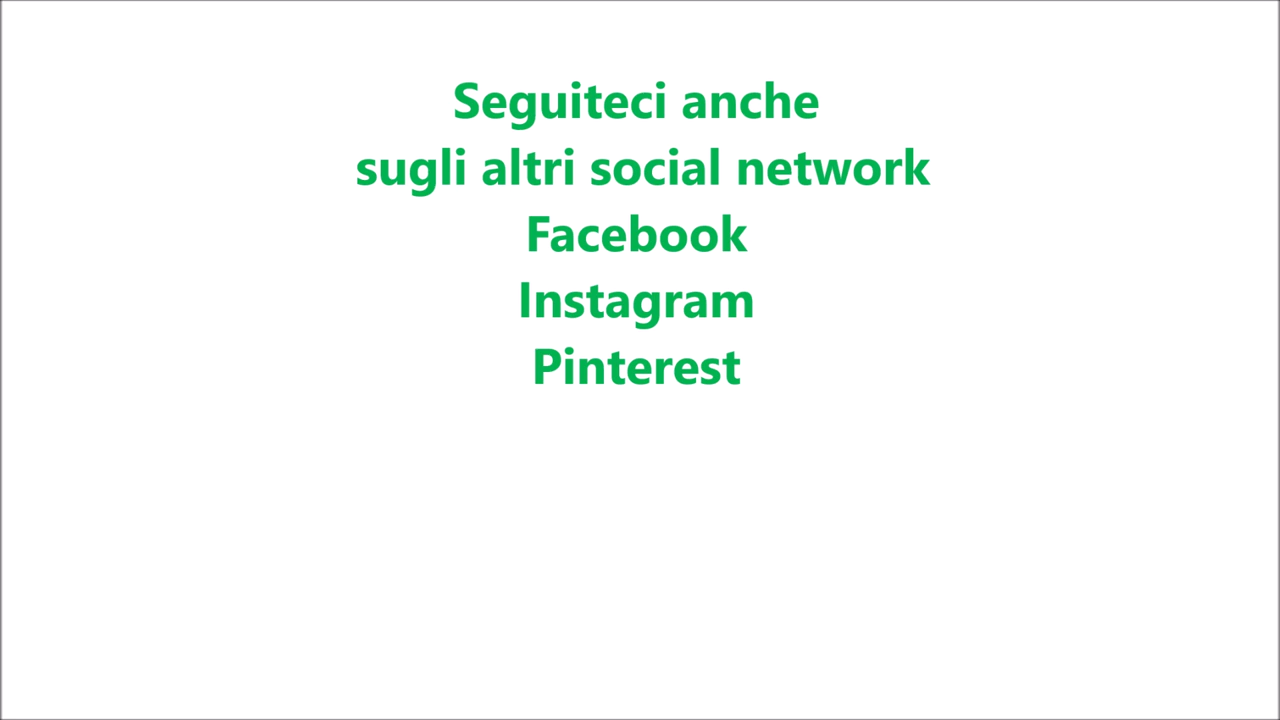 Seguiteci anche
sugli altri social network
Facebook
Instagram
Pinterest